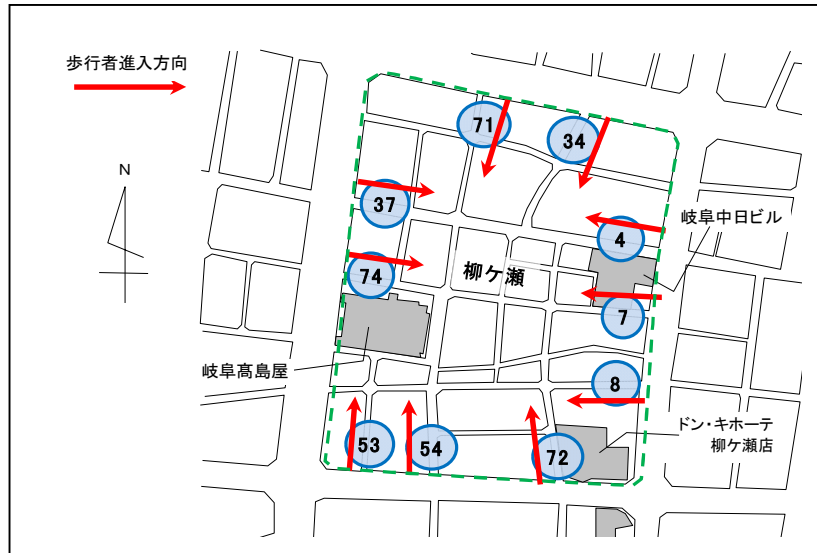 歩行者進入方向
N
71
34
37
4
岐阜中日ビル
74
柳ケ瀬
7
岐阜髙島屋
8
ドン・キホーテ
柳ケ瀬店
53
54
72